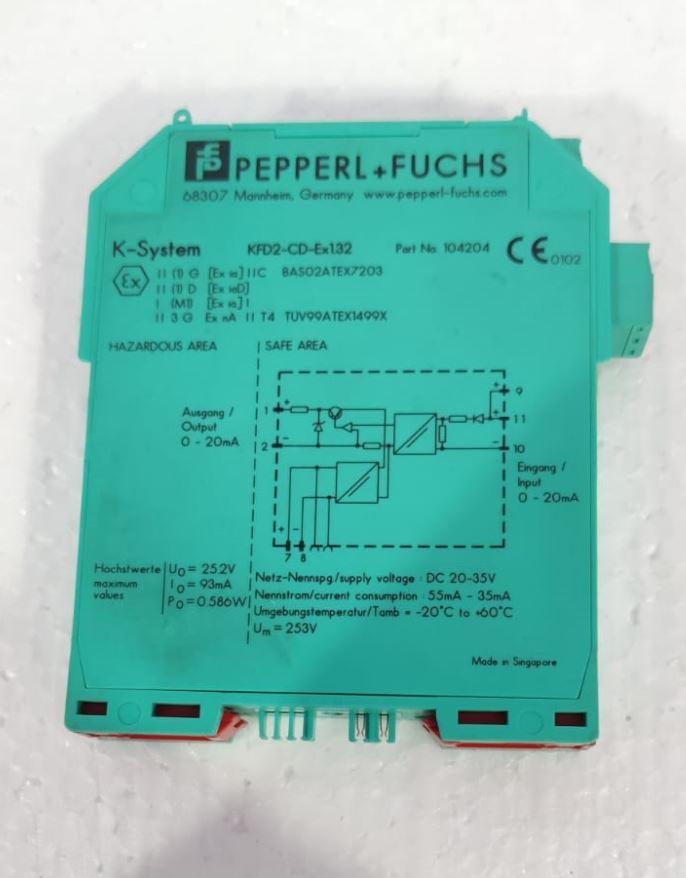 PEPPERL+FUCHS
68307 Mannheim, Germany www.pepperl-fuchs.com
K-System KFD2-CD-Ex1.32 Part No. 104204 CE 0102
Ex II (1) G [Ex ia] IIC BAS02ATEX7203
II (1) D [Ex iaD]
I (M1) [Ex ia] I
II 3 G Ex nA II T4 TUV99ATEX1499X
HAZARDOUS AREA SAFE AREA
Ausgang /
Output
0 - 20mA
1 +
2 -
+ 9
+ 11
- 10
Eingang /
Input
0 - 20mA
+ -
7 8
Hochstwerte
maximum
values
Uo = 25.2V
Io = 93mA
Po = 0.586W
Netz-Nennspg./supply voltage : DC 20-35V
Nennstrom/current consumption : 55mA - 35mA
Umgebungstemperatur/Tamb = -20°C to +60°C
Um = 253V
Made in Singapore